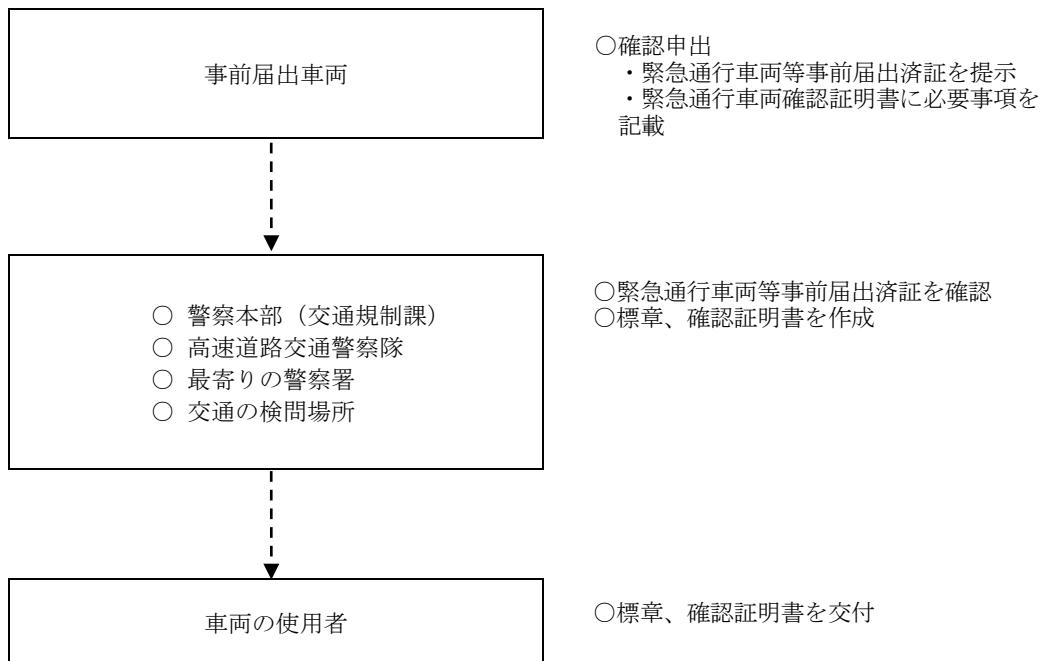 事前届出車両
○確認申出
・緊急通行車両等事前届出済証を提示
・緊急通行車両確認証明書に必要事項を
記載
○ 警察本部（交通規制課）
○ 高速道路交通警察隊
○ 最寄りの警察署
○ 交通の検問場所
○緊急通行車両等事前届出済証を確認
○標章、確認証明書を作成
車両の使用者
○標章、確認証明書を交付